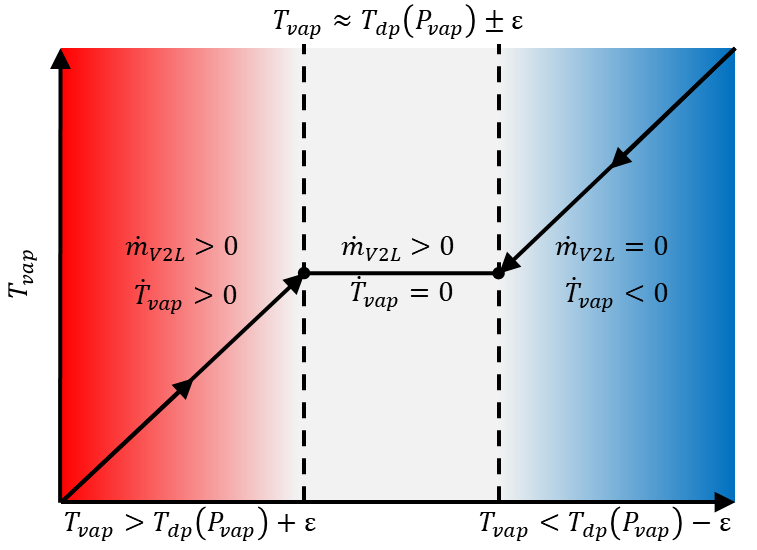 T_vap ≈ T_dp(P_vap) ± ε
ṁ_V2L > 0
Ṫ_vap > 0
ṁ_V2L > 0
Ṫ_vap = 0
ṁ_V2L = 0
Ṫ_vap < 0
T_vap
T_vap > T_dp(P_vap) + ε
T_vap < T_dp(P_vap) − ε